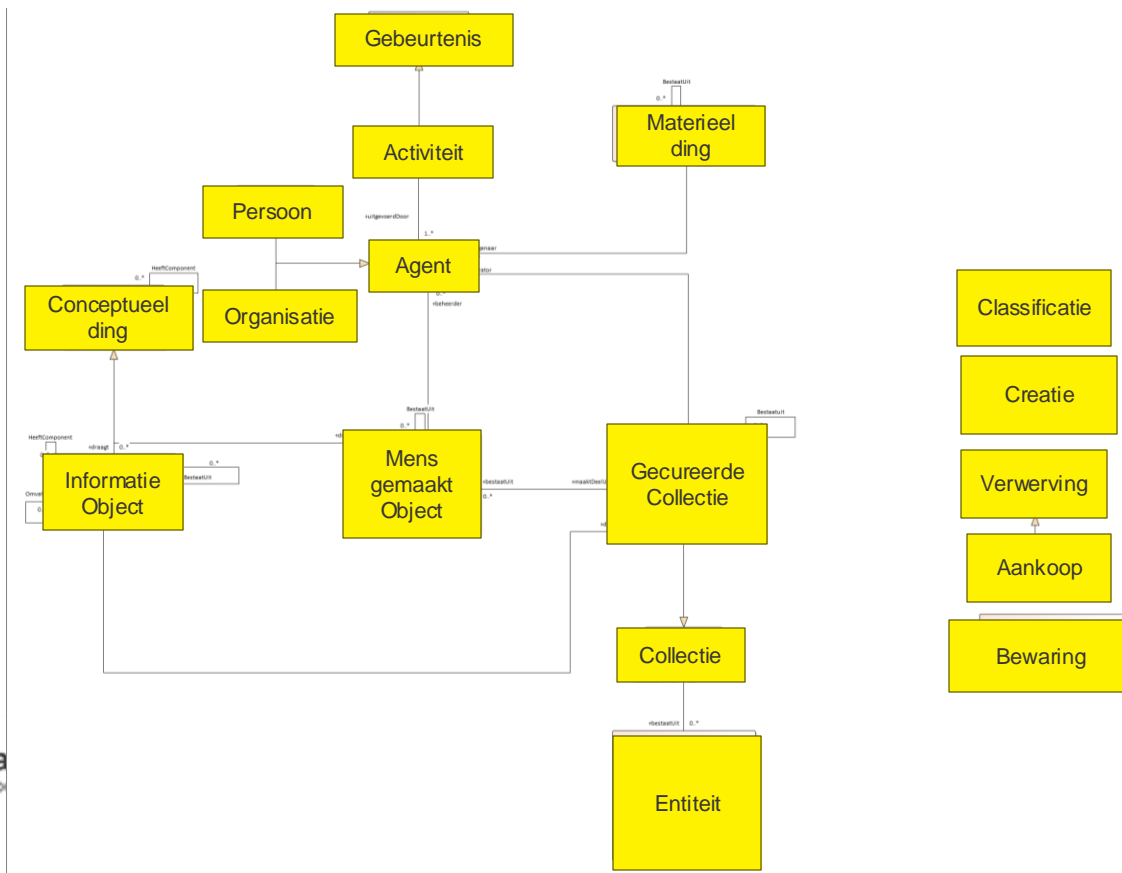 Gebeurtenis
BestaatUit
0..*
Materieel
ding
Activiteit
Persoon
+uitgevoerdDoor
1..*
Agent
HeeftComponent
0..*
0..*
+beheerder
Conceptueel
ding
Organisatie
Classificatie
Creatie
BestaatUit
0..*
Bestaatuit
HeeftComponent
+draagt
0..*
Mens
gemaakt
Object
Gecureerde
Collectie
Informatie
Object
0..*
BestaatUit
+bestaatUit
0..*
Verwerving
Aankoop
Collectie
Bewaring
+bestaatUit
0..*
Entiteit